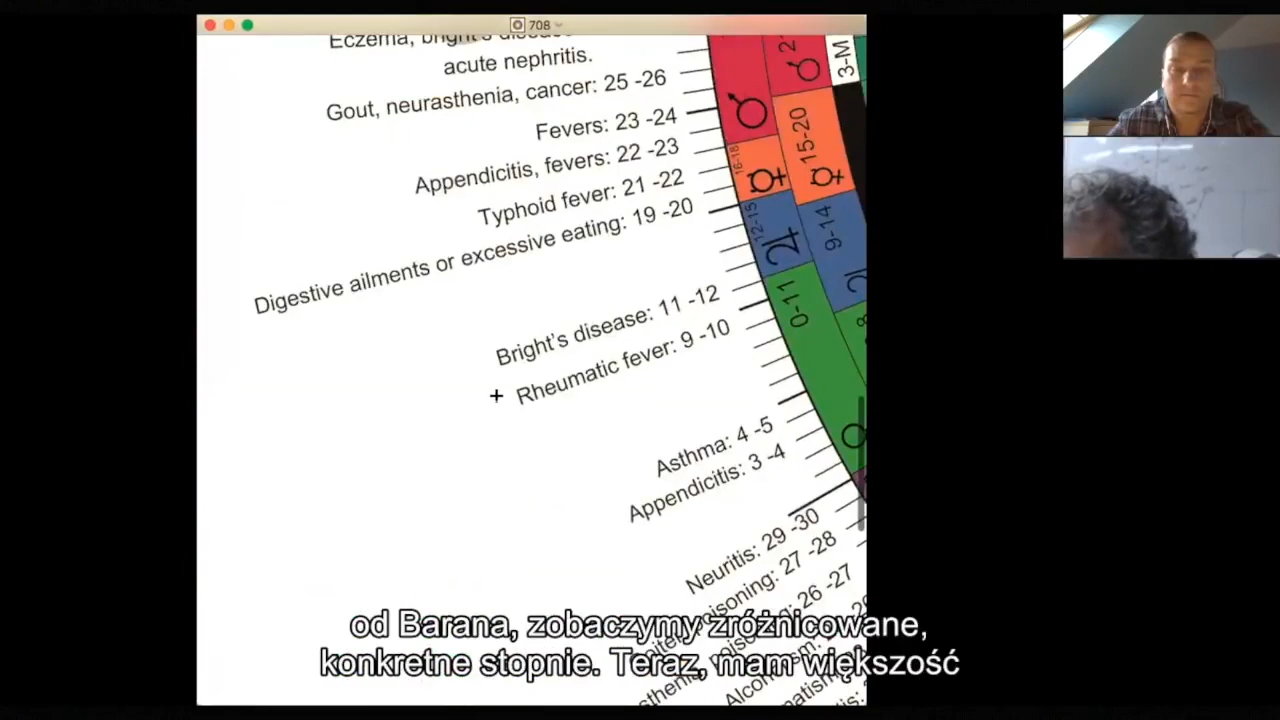 708
Eczema, bright's disease
acute nephritis.
Gout, neurasthenia, cancer: 25 -26
Fevers: 23 -24
Appendicitis, fevers: 22 -23
Typhoid fever: 21 -22
Digestive ailments or excessive eating: 19 -20
Bright's disease: 11 -12
Rheumatic fever: 9 -10
Asthma: 4 -5
Appendicitis: 3 -4
Neuritis: 29 -30
poisoning: 27 -28
26 -27
Alcoholism:
3-M
16-18
15-20
12-15
9-14
0-11
od Barana, zobaczymy zróżnicowane,
konkretne stopnie. Teraz, mam większość